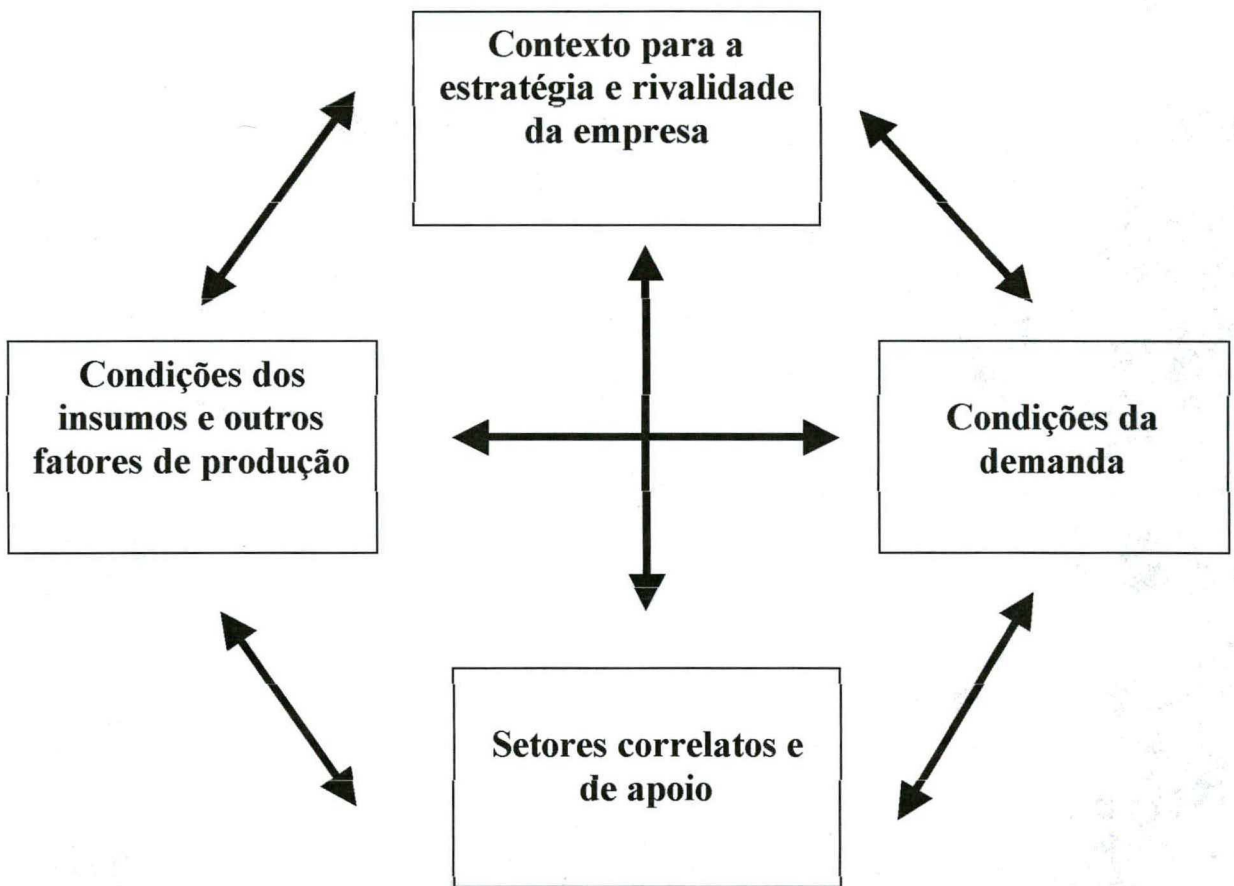 Contexto para a
estratégia e rivalidade
da empresa
Condições dos
insumos e outros
fatores de produção
Condições da
demanda
Setores correlatos e
de apoio